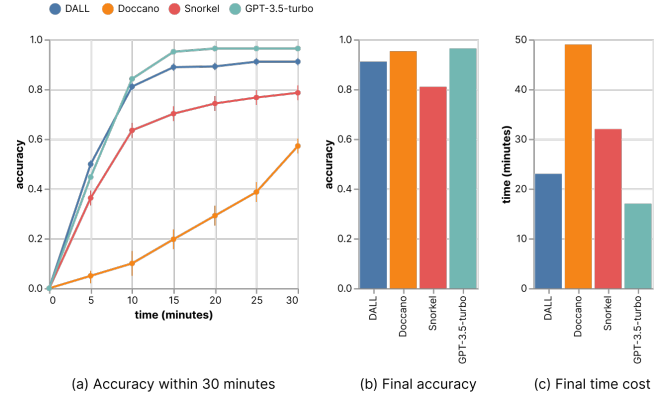 DALL Doccano Snorkel GPT-3.5-turbo
1.0
0.8
0.6
0.4
0.2
0.0
accuracy
0 5 10 15 20 25 30
time (minutes)
(a) Accuracy within 30 minutes
1.0
0.8
0.6
0.4
0.2
0.0
accuracy
DALL
Doccano
Snorkel
GPT-3.5-turbo
(b) Final accuracy
50
40
30
20
10
0
time (minutes)
DALL
Doccano
Snorkel
GPT-3.5-turbo
(c) Final time cost